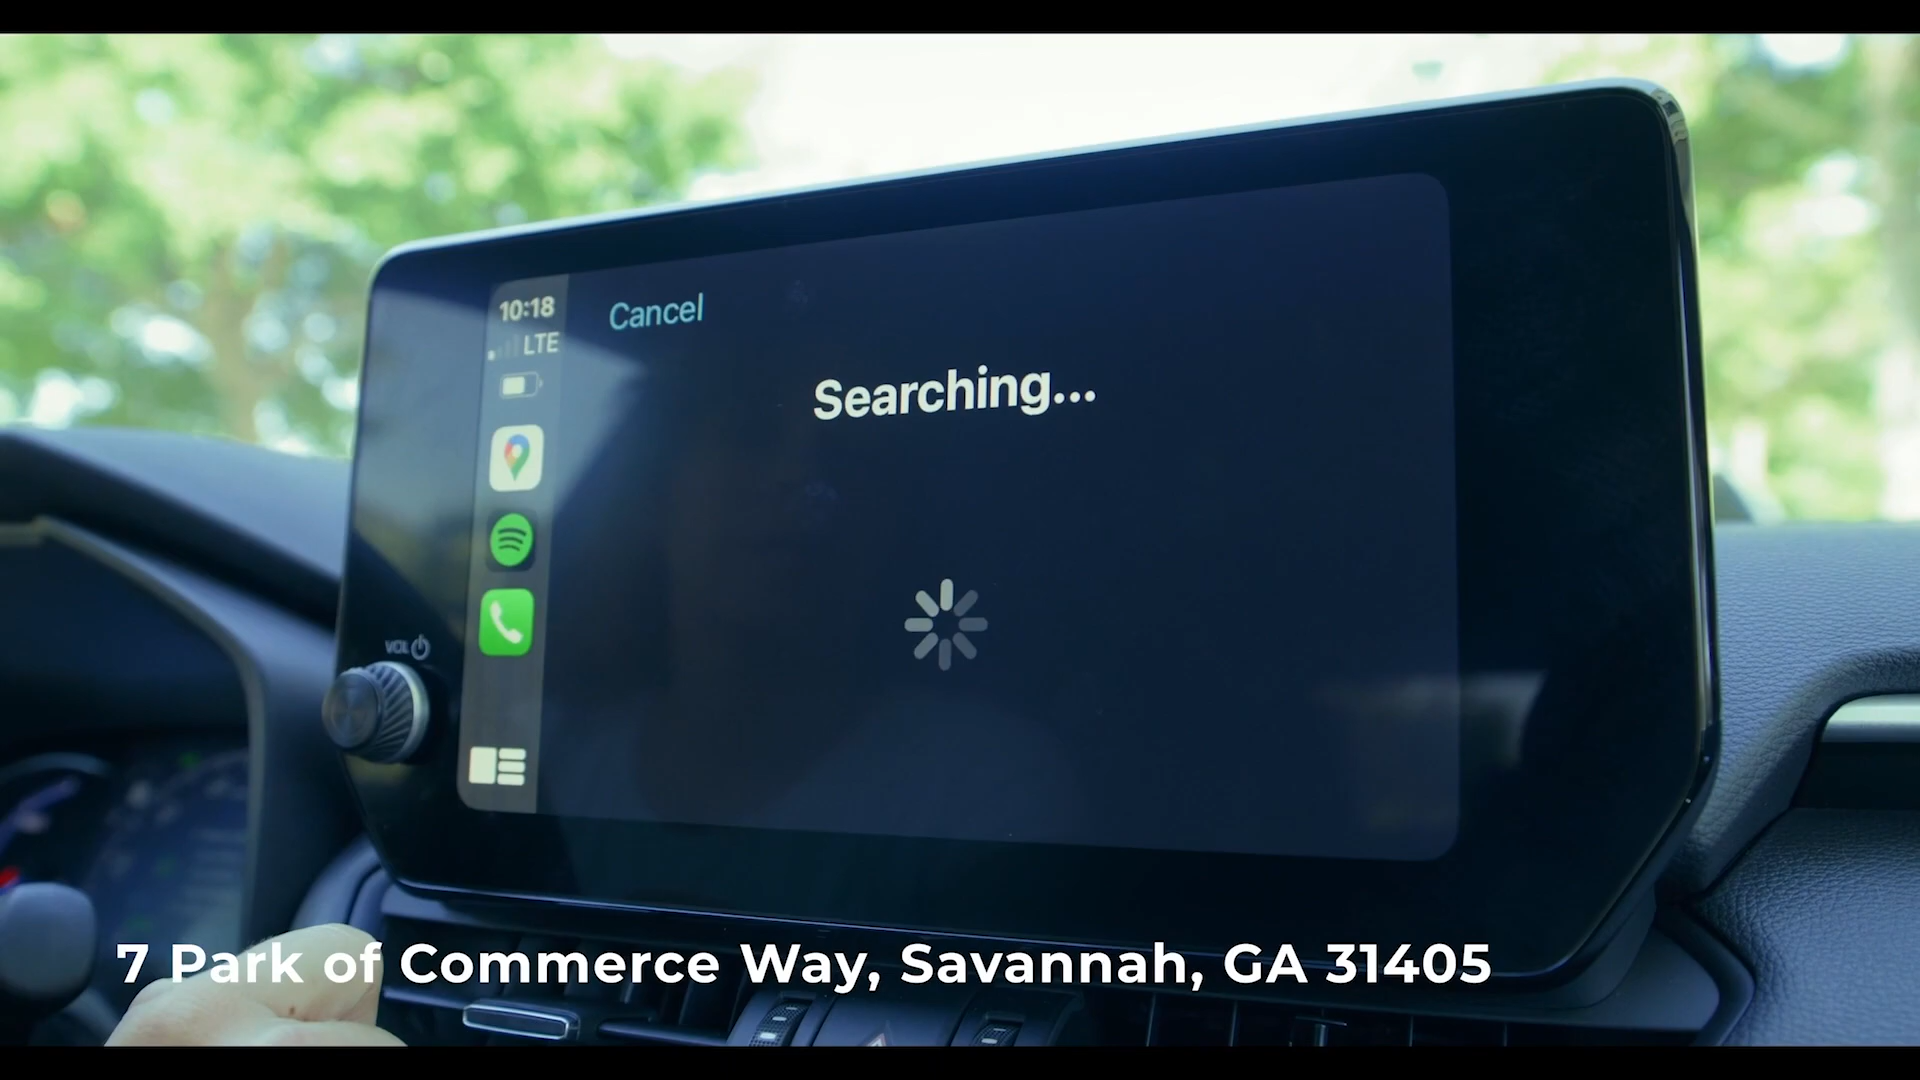 10:18
LTE
Cancel
Searching...
VOL
7 Park of Commerce Way, Savannah, GA 31405